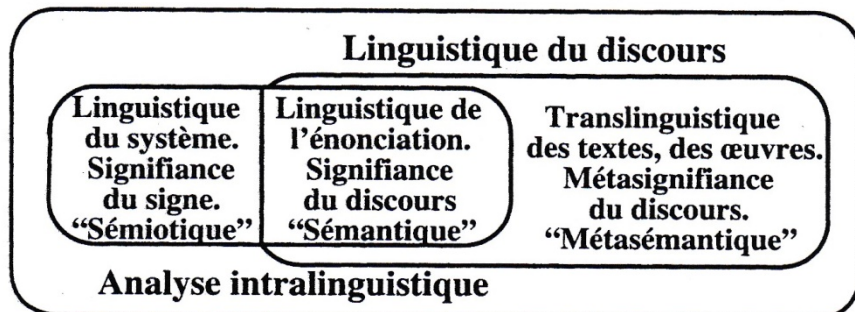 Linguistique du discours
Linguistique
du système.
Signifiance
du signe.
“Sémiotique”
Linguistique de
l’énonciation.
Signifiance
du discours
“Sémantique”
Translinguistique
des textes, des œuvres.
Métasignifiance
du discours.
“Métasémantique”
Analyse intralinguistique